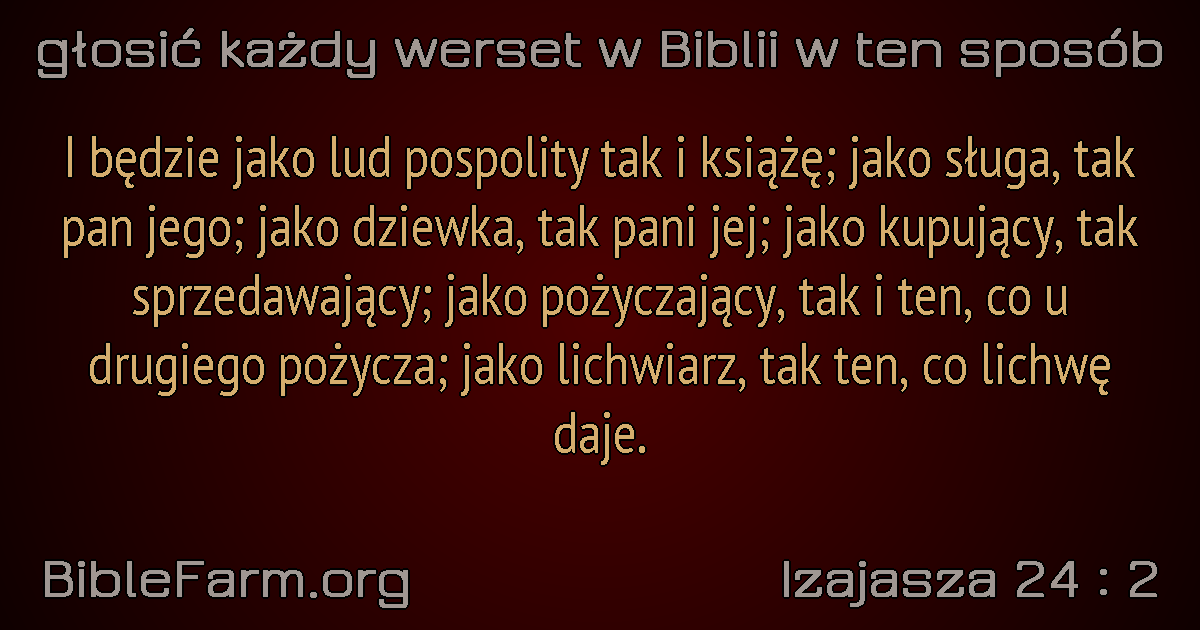 głosić każdy werset w Biblii w ten sposób
I będzie jako lud pospolity tak i książę; jako sługa, tak
pan jego; jako dziewka, tak pani jej; jako kupujący, tak
sprzedawający; jako pożyczający, tak i ten, co u
drugiego pożycza; jako lichwiarz, tak ten, co lichwę
daje.
BibleFarm.org
Izajasza 24 : 2